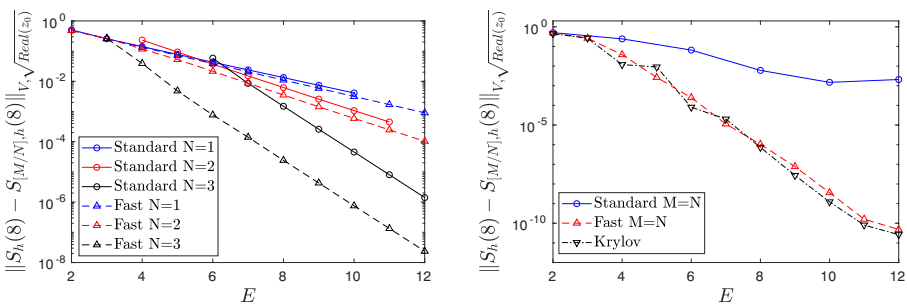 ||S_h(8) − S_{[M/N],h}(8)||_{V,√Real(z_0)}
10^0
10^-2
10^-4
10^-6
10^-8
Standard N=1
Standard N=2
Standard N=3
Fast N=1
Fast N=2
Fast N=3
2 4 6 8 10 12
E
||S_h(8) − S_{[M/N],h}(8)||_{V,√Real(z_0)}
10^0
10^-5
10^-10
Standard M=N
Fast M=N
Krylov
2 4 6 8 10 12
E